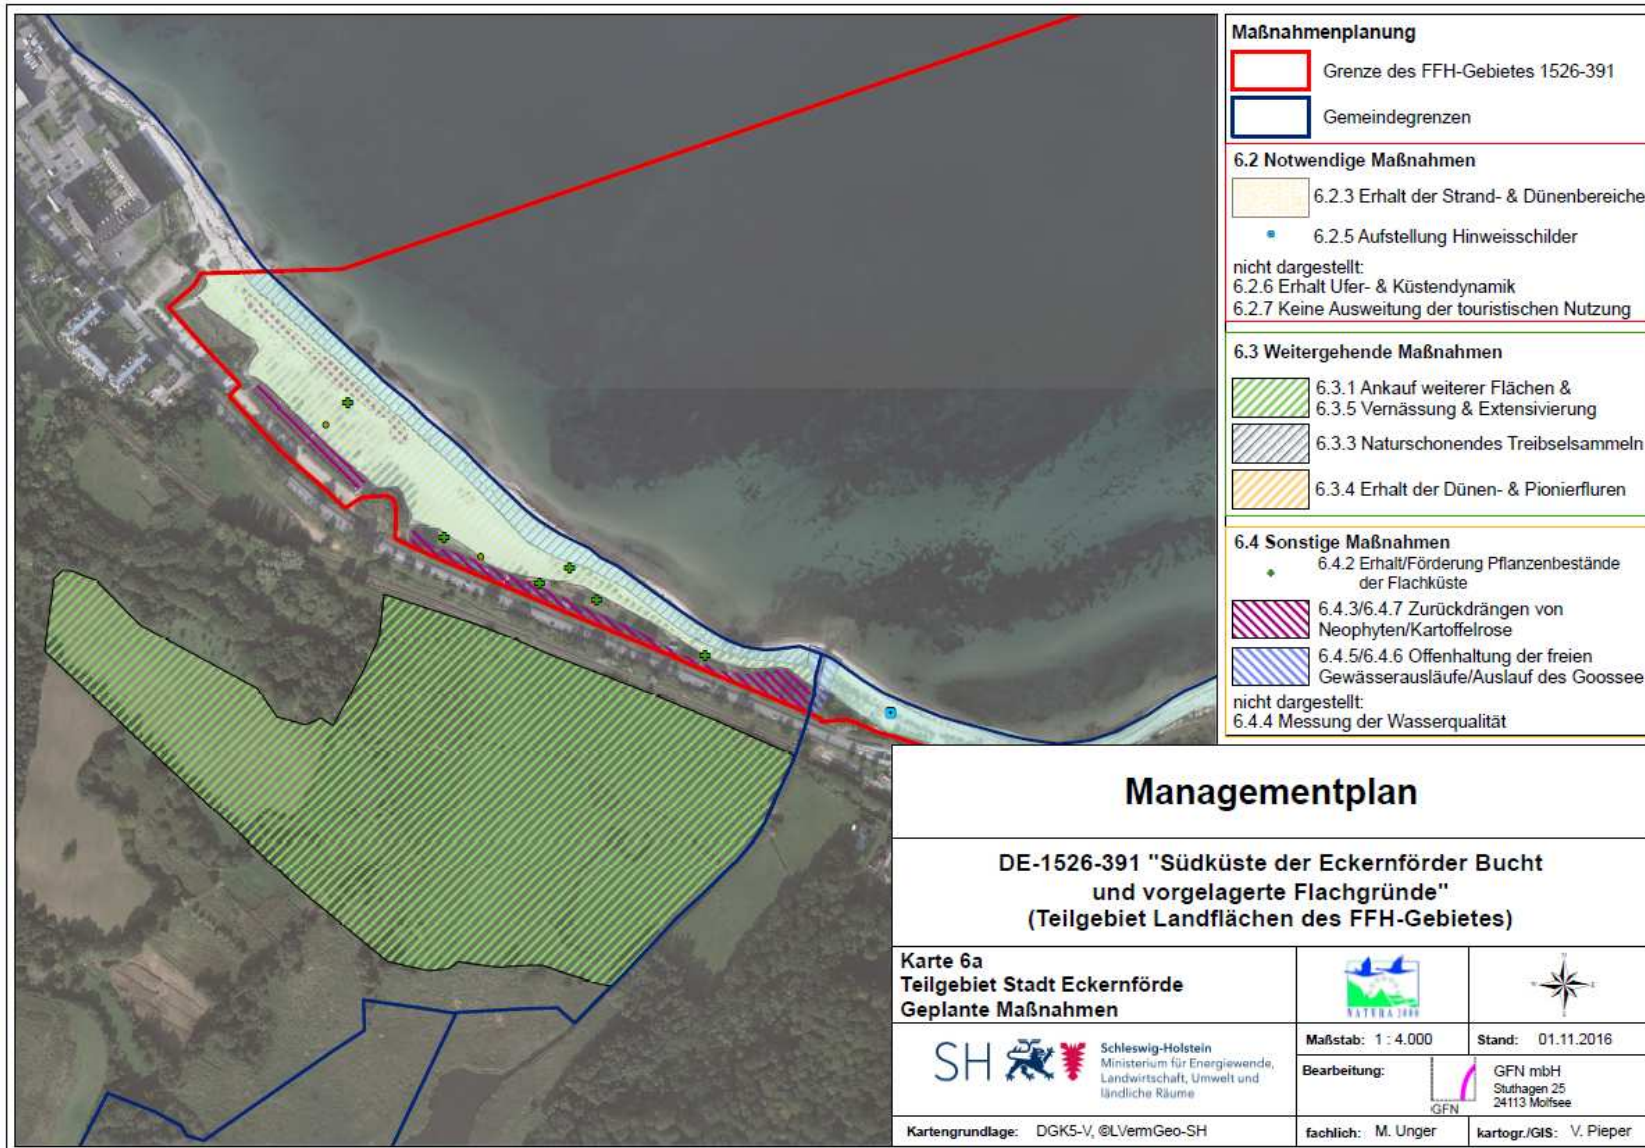 Maßnahmenplanung
Grenze des FFH-Gebietes 1526-391
Gemeindegrenzen
6.2 Notwendige Maßnahmen
6.2.3 Erhalt der Strand- & Dünenbereiche
6.2.5 Aufstellung Hinweisschilder
nicht dargestellt:
6.2.6 Erhalt Ufer- & Küstendynamik
6.2.7 Keine Ausweitung der touristischen Nutzung
6.3 Weitergehende Maßnahmen
6.3.1 Ankauf weiterer Flächen &
6.3.5 Vernässung & Extensivierung
6.3.3 Naturschonendes Treibselsammeln
6.3.4 Erhalt der Dünen- & Pionierfluren
6.4 Sonstige Maßnahmen
6.4.2 Erhalt/Förderung Pflanzenbestände
der Flachküste
6.4.3/6.4.7 Zurückdrängen von
Neophyten/Kartoffelrose
6.4.5/6.4.6 Offenhaltung der freien
Gewässerausläufe/Auslauf des Goossee
nicht dargestellt:
6.4.4 Messung der Wasserqualität
Managementplan
DE-1526-391 "Südküste der Eckernförder Bucht
und vorgelagerte Flachgründe"
(Teilgebiet Landflächen des FFH-Gebietes)
Karte 6a
Teilgebiet Stadt Eckernförde
Geplante Maßnahmen
NATURA 2000
SH
Schleswig-Holstein
Ministerium für Energiewende,
Landwirtschaft, Umwelt und
ländliche Räume
Maßstab: 1 : 4.000
Stand: 01.11.2016
Bearbeitung:
GFN
GFN mbH
Stuthagen 25
24113 Molfsee
Kartengrundlage: DGK5-V, ©LVermGeo-SH
fachlich: M. Unger
kartogr./GIS: V. Pieper